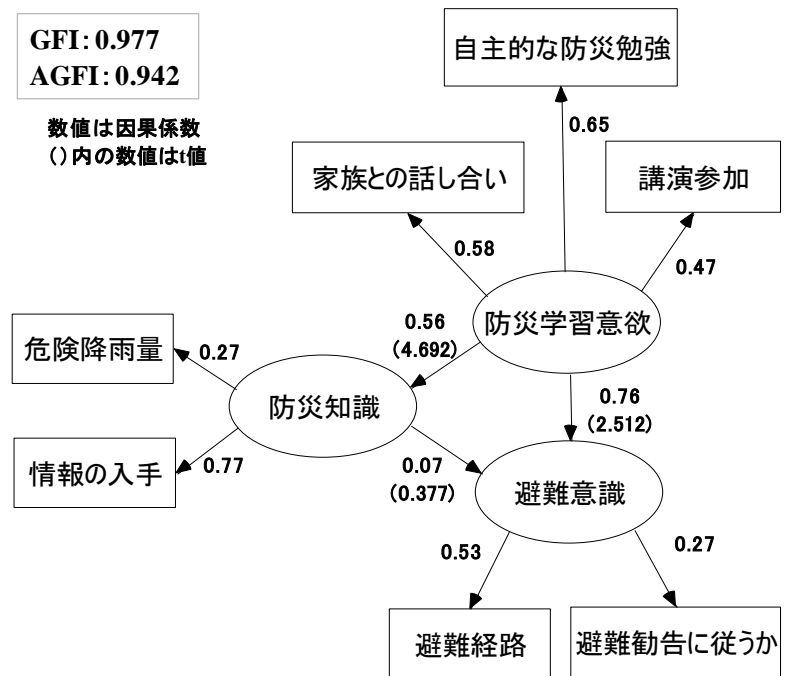 GFI：0.977
AGFI：0.942
数値は因果係数
（）内の数値はt値
自主的な防災勉強
0.65
家族との話し合い
講演参加
0.58
0.47
防災学習意欲
0.56
(4.692)
危険降雨量
0.27
防災知識
0.76
(2.512)
情報の入手
0.77
0.07
(0.377)
避難意識
0.53
0.27
避難経路
避難勧告に従うか